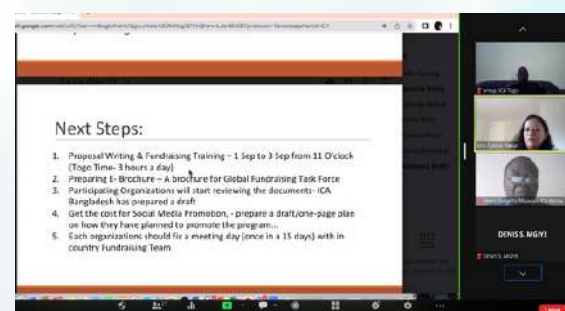 Next Steps:
1. Proposal Writing & Fundraising Training – 1 Sep to 3 Sep from 11 O'clock
(Togo Time- 3 hours a day)
2. Preparing E- Brochure – A brochure for Global Fundraising Task Force
3. Participating Organizations will start reviewing the documents- ICA
Bangladesh has prepared a draft
4. Get the cost for Social Media Promotion, - prepare a draft/one-page plan
on how they have planned to promote the program...
5. Each organizations should fix a meeting day (once in a 15 days) with in
country Fundraising Team
ICA Togo
DENIS S. NGIYI